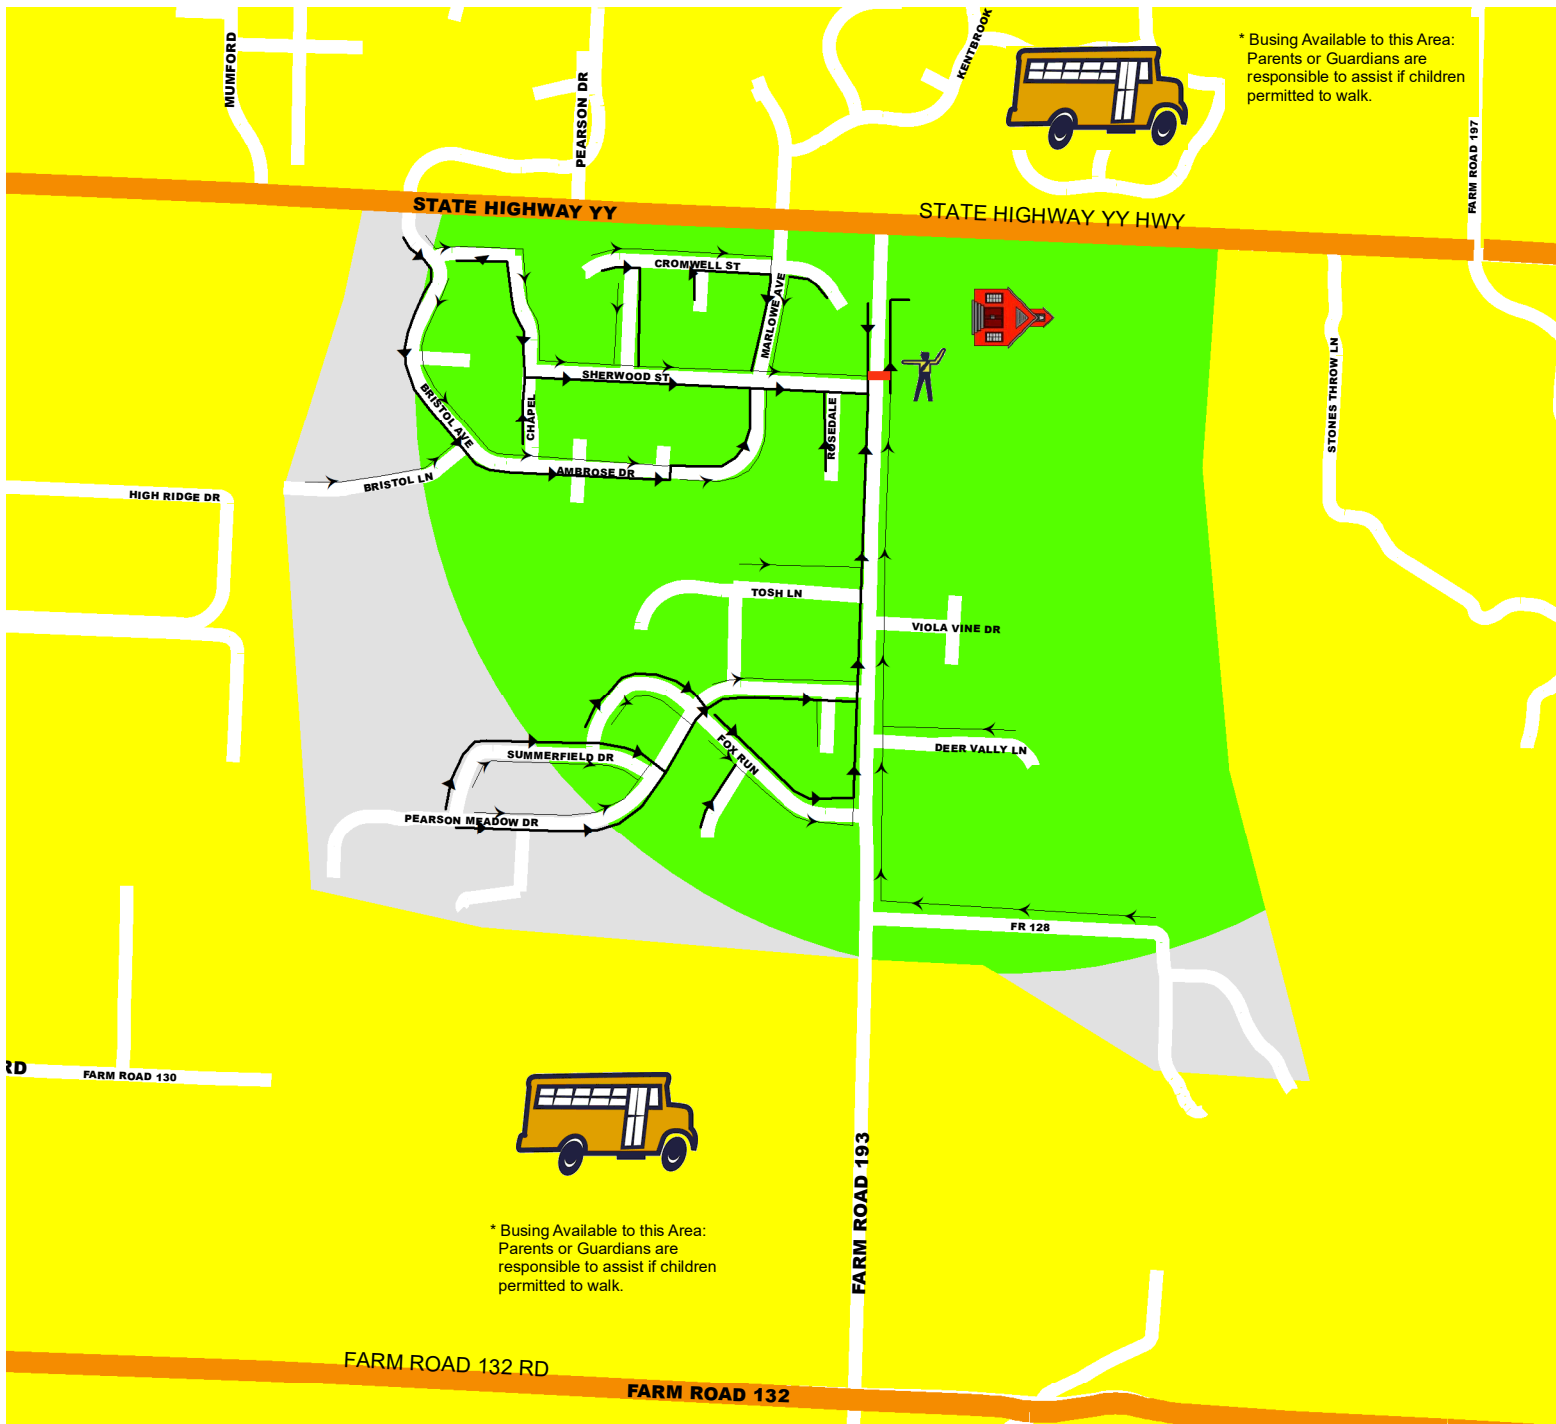 * Busing Available to this Area:
Parents or Guardians are
responsible to assist if children
permitted to walk.
KENTBROOK
MUMFORD
PEARSON DR
FARM ROAD 197
STATE HIGHWAY YY
STATE HIGHWAY YY HWY
CROMWELL ST
MARLOWE AVE
SHERWOOD ST
STONES THROW LN
BRISTOL AVE
CHAPEL
ROSEDALE
AMBROSE DR
BRISTOL LN
HIGH RIDGE DR
TOSH LN
VIOLA VINE DR
FOX RUN
DEER VALLY LN
SUMMERFIELD DR
PEARSON MEADOW DR
FR 128
RD
FARM ROAD 130
FARM ROAD 193
* Busing Available to this Area:
Parents or Guardians are
responsible to assist if children
permitted to walk.
FARM ROAD 132 RD
FARM ROAD 132